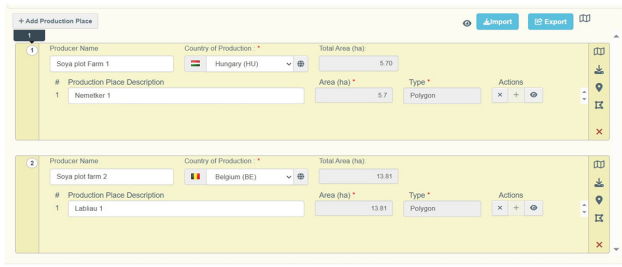 + Add Production Place
Import
Export
1
1
Producer Name
Country of Production : *
Total Area (ha):
Soya plot Farm 1
Hungary (HU)
5.70
# Production Place Description
Area (ha) *
Type *
Actions
1
Nemetker 1
5.7
Polygon
2
Producer Name
Country of Production : *
Total Area (ha):
Soya plot farm 2
Belgium (BE)
13.81
# Production Place Description
Area (ha) *
Type *
Actions
1
Labliau 1
13.81
Polygon